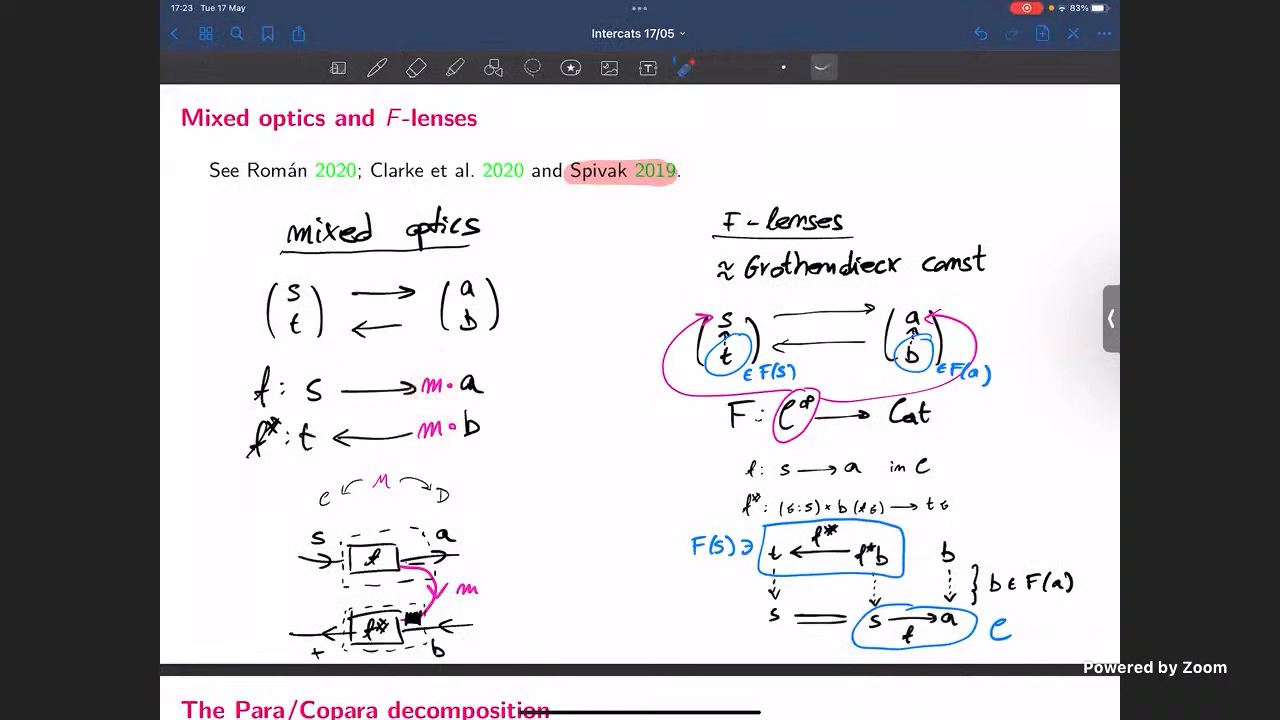 17:23 Tue 17 May
83%
Intercats 17/05
Mixed optics and F-lenses
See Román 2020; Clarke et al. 2020 and Spivak 2019.
mixed optics
( s t ) ⟶ ⟵ ( a b )
f: s ⟶ m • a
f*: t ⟵ m • b
C ↙ M ↘ D
s f a
m
t f* b
F-lenses
≈ Grothendieck const
( s t ) ⟶ ⟵ ( a b )
∈ F(s) ∈ F(a)
F: C^op ⟶ Cat
f: s ⟶ a in C
f*: (s:S) × b(f s) ⟶ t s
F(s) ∋ t ⟵ f* f*b b
} b ∈ F(a)
s = s ⟶ a C
f
Powered by Zoom
The Para/Copara decomposition